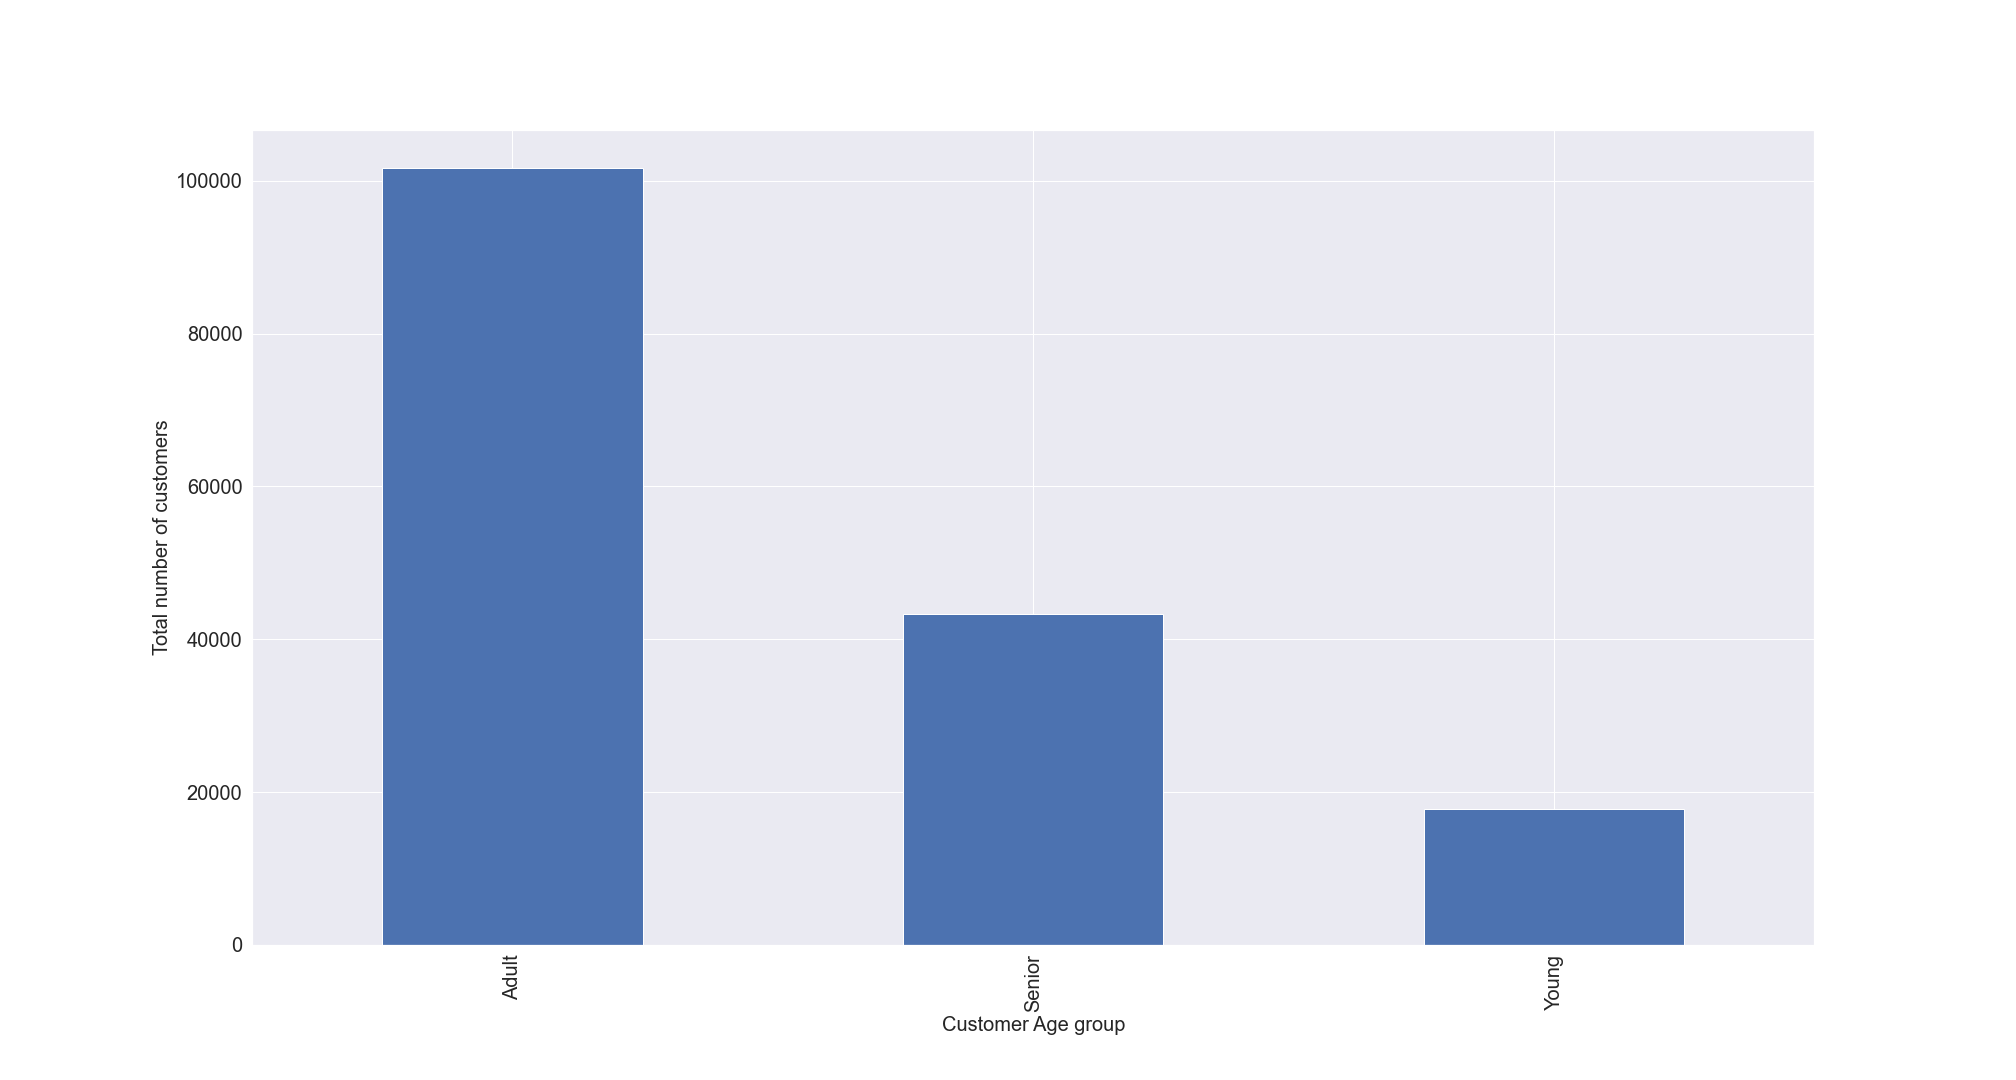 100000
80000
60000
40000
20000
0
Total number of customers
Adult
Senior
Young
Customer Age group